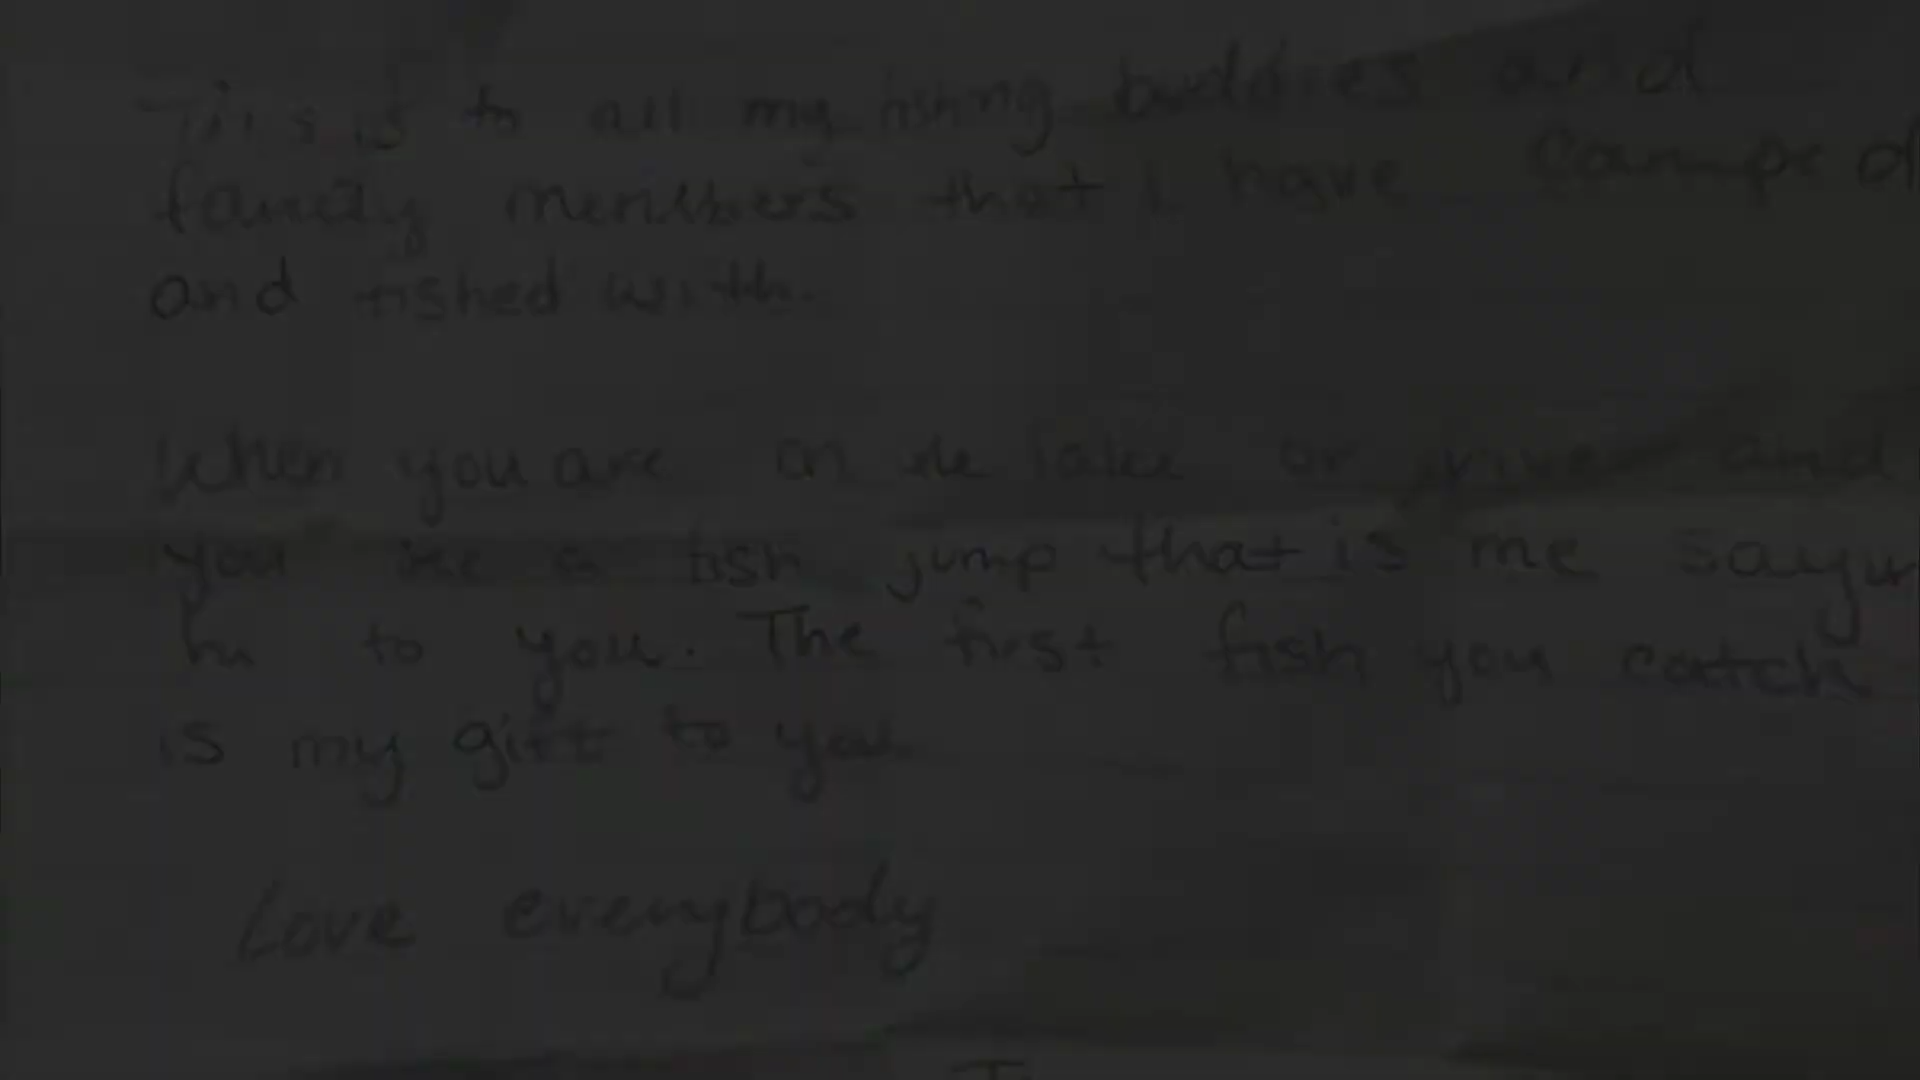 This is to all my fishing buddies and
family members that I have camped
and fished with.
When you are on the lake or river and
you see a fish jump that is me sayin
hi to you. The first fish you catch
is my gift to you
Love everybody